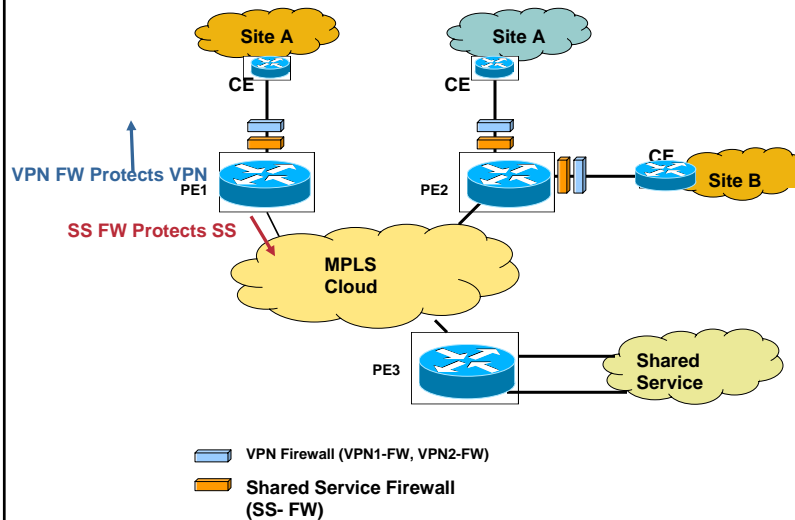 Site A
Site A
CE
CE
VPN FW Protects VPN
PE1
PE2
CE
Site B
SS FW Protects SS
MPLS
Cloud
PE3
Shared
Service
VPN Firewall (VPN1-FW, VPN2-FW)
Shared Service Firewall
(SS- FW)